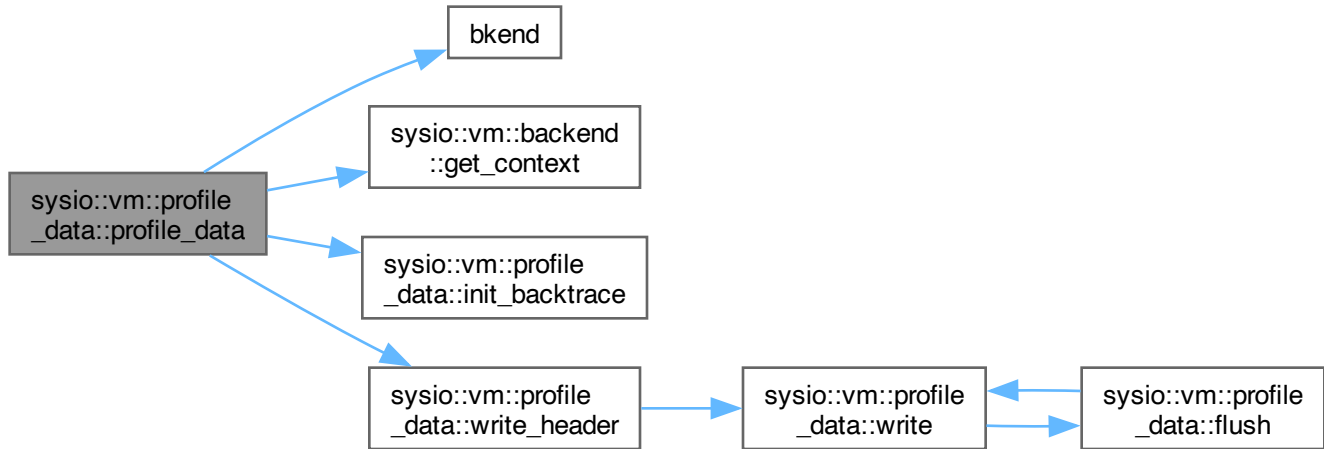 bkend
sysio::vm::backend
::get_context
sysio::vm::profile
_data::profile_data
sysio::vm::profile
_data::init_backtrace
sysio::vm::profile
_data::write_header
sysio::vm::profile
_data::write
sysio::vm::profile
_data::flush